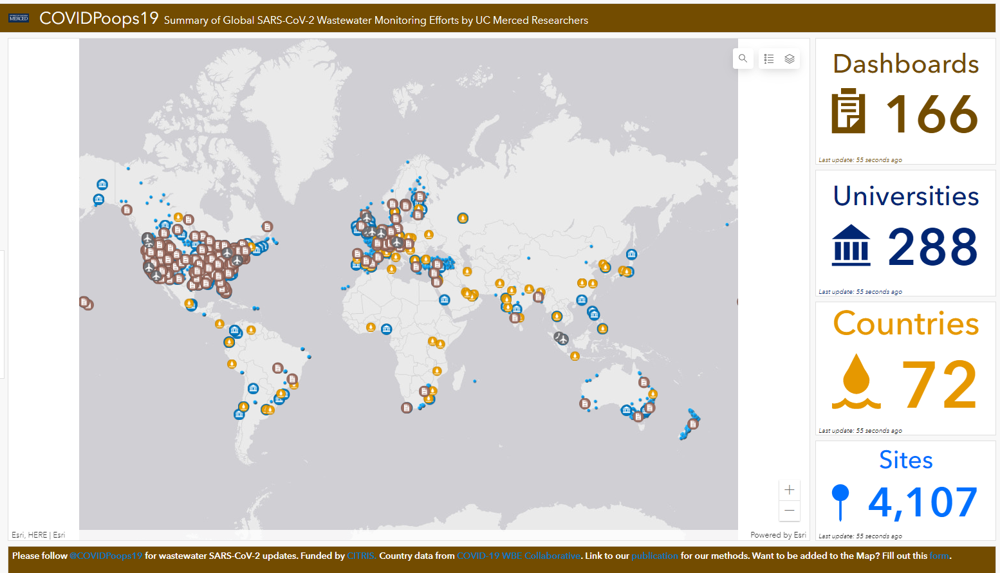 MERCED
COVIDPoops19 Summary of Global SARS-CoV-2 Wastewater Monitoring Efforts by UC Merced Researchers
Dashboards
166
Last update: 55 seconds ago
Universities
288
Last update: 55 seconds ago
Countries
72
Last update: 55 seconds ago
Sites
4,107
Last update: 55 seconds ago
Esri, HERE | Esri
Powered by Esri
Please follow @COVIDPoops19 for wastewater SARS-CoV-2 updates. Funded by CITRIS. Country data from COVID-19 WBE Collaborative. Link to our publication for our methods. Want to be added to the Map? Fill out this form.